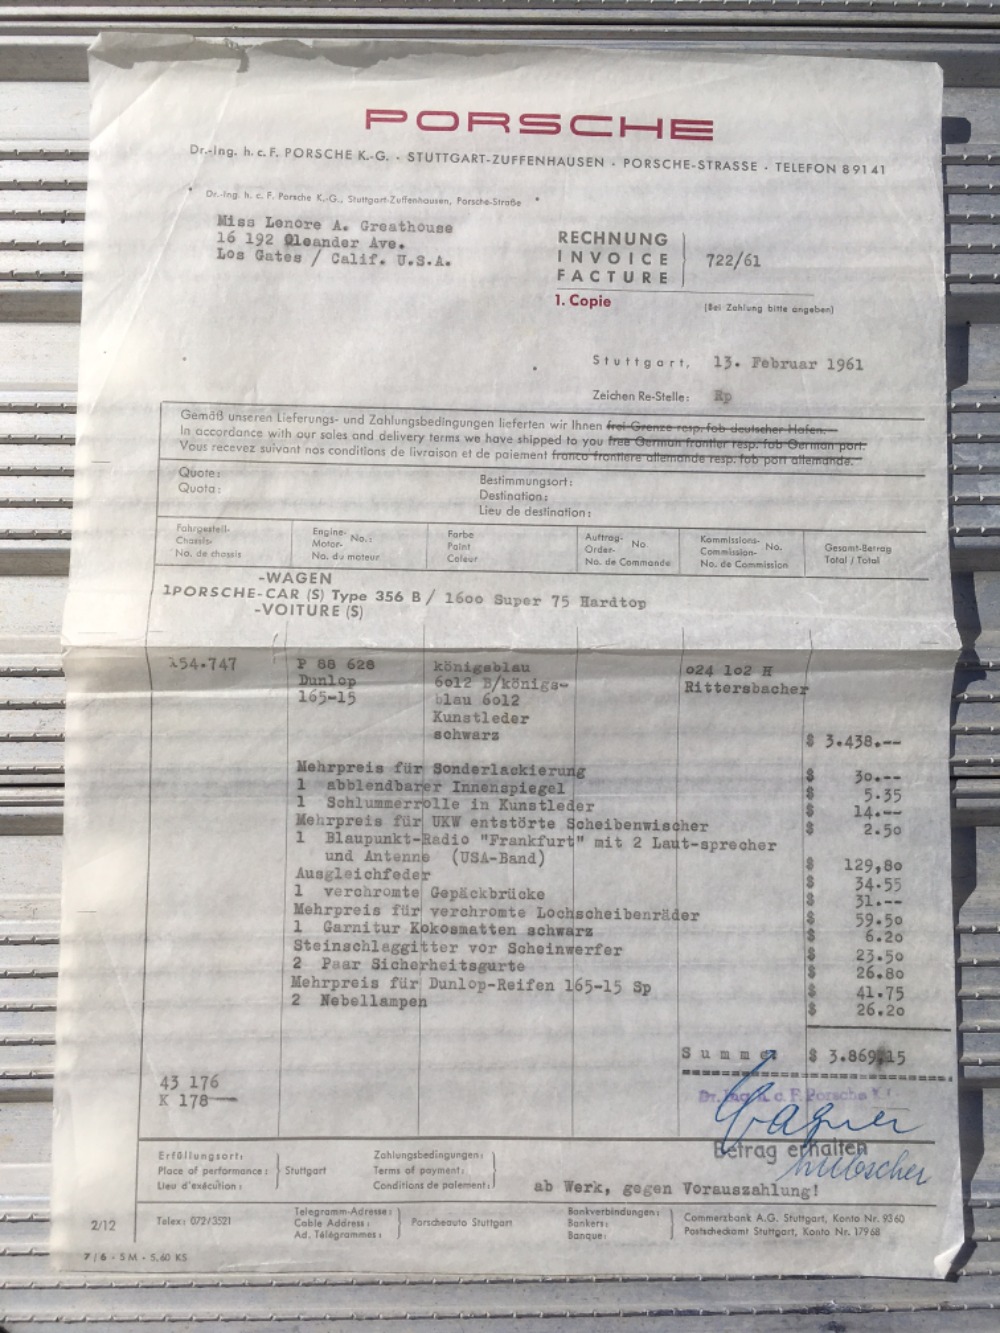 PORSCHE
Dr.-Ing. h. c. F. PORSCHE K.-G. · STUTTGART-ZUFFENHAUSEN · PORSCHE-STRASSE · TELEFON 8 91 41
Dr.-Ing. h. c. F. Porsche K.-G., Stuttgart-Zuffenhausen, Porsche-Straße
Miss Lenore A. Greathouse
16 192 Oleander Ave.
Los Gates / Calif. U.S.A.
RECHNUNG
INVOICE 722/61
FACTURE
1. Copie (Bei Zahlung bitte angeben)
Stuttgart, 13. Februar 1961
Zeichen Re-Stelle: Rp
Gemäß unseren Lieferungs- und Zahlungsbedingungen lieferten wir Ihnen frei Grenze resp. fob deutscher Hafen.
In accordance with our sales and delivery terms we have shipped to you free German frontier resp. fob German port.
Vous recevez suivant nos conditions de livraison et de paiement franco frontière allemande resp. fob port allemande.
Quote: Bestimmungsort:
Quota: Destination:
Lieu de destination:
Fahrgestell- Engine- Farbe Auftrag- Kommissions- Gesamt-Betrag
Chassis- Motor- No.: Paint Order- No. Commission- No. Total / Total
No. de chassis No. du moteur Couleur No. de Commande No. de Commission
-WAGEN
1PORSCHE-CAR (S) Type 356 B / 1600 Super 75 Hardtop
-VOITURE (S)
154.747 P 88 628 königsblau 024 102 H
Dunlop 6012 B/königs- Rittersbacher
165-15 blau 6012
Kunstleder
schwarz $ 3.438.--
Mehrpreis für Sonderlackierung $ 30.--
1 abblendbarer Innenspiegel $ 5.35
1 Schlummerrolle in Kunstleder $ 14.--
Mehrpreis für UKW entstörte Scheibenwischer $ 2.50
1 Blaupunkt-Radio "Frankfurt" mit 2 Laut-sprecher
und Antenne (USA-Band) $ 129,80
Ausgleichfeder $ 34.55
1 verchromte Gepäckbrücke $ 31.--
Mehrpreis für verchromte Lochscheibenräder $ 59.50
1 Garnitur Kokosmatten schwarz $ 6.20
Steinschlaggitter vor Scheinwerfer $ 23.50
2 Paar Sicherheitsgurte $ 26.80
Mehrpreis für Dunlop-Reifen 165-15 Sp $ 41.75
2 Nebellampen $ 26.20
Summe $ 3.869.15
43 176
K 178
Dr. Ing. h. c. F. Porsche K.
Wagner
Betrag erhalten
Erfüllungsort: Zahlungsbedingungen:
Place of performance: Stuttgart Terms of payment:
Lieu d'exécution: Conditions de paiement: ab Werk, gegen Vorauszahlung!
Telegramm-Adresse: Bankverbindungen:
2/12 Telex: 072/3521 Cable Address: Porscheauto Stuttgart Bankers: Commerzbank A.G. Stuttgart, Konto Nr. 9360
Ad. Télégrammes: Banque: Postscheckamt Stuttgart, Konto Nr. 17968
7/6 · 5 M · 5.60 KS